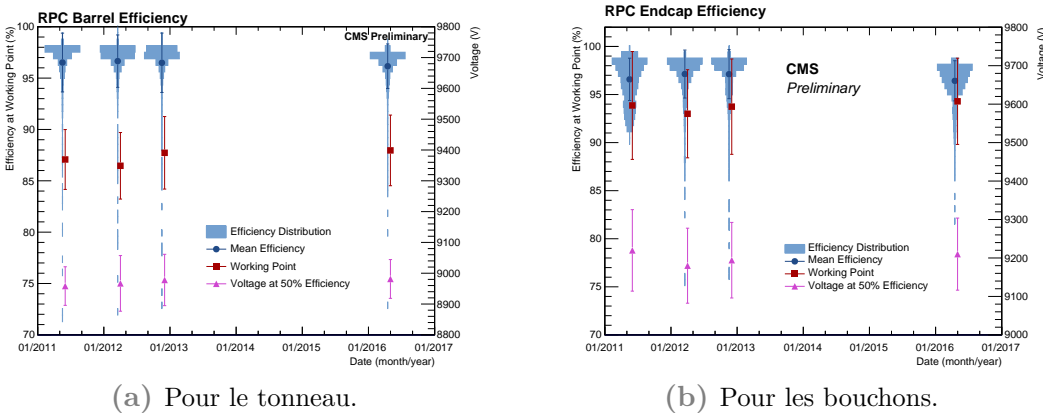 RPC Barrel Efficiency
CMS Preliminary
Efficiency at Working Point (%)
100
95
90
85
80
75
70
9800
9700
9600
9500
9400
9300
9200
9100
9000
8900
8800
Voltage (V)
Efficiency Distribution
Mean Efficiency
Working Point
Voltage at 50% Efficiency
01/2011 01/2012 01/2013 01/2014 01/2015 01/2016 01/2017
Date (month/year)
(a) Pour le tonneau.
RPC Endcap Efficiency
CMS
Preliminary
Efficiency at Working Point (%)
100
95
90
85
80
75
70
9800
9700
9600
9500
9400
9300
9200
9100
9000
Voltage (V)
Efficiency Distribution
Mean Efficiency
Working Point
Voltage at 50% Efficiency
01/2011 01/2012 01/2013 01/2014 01/2015 01/2016 01/2017
Date (month/year)
(b) Pour les bouchons.